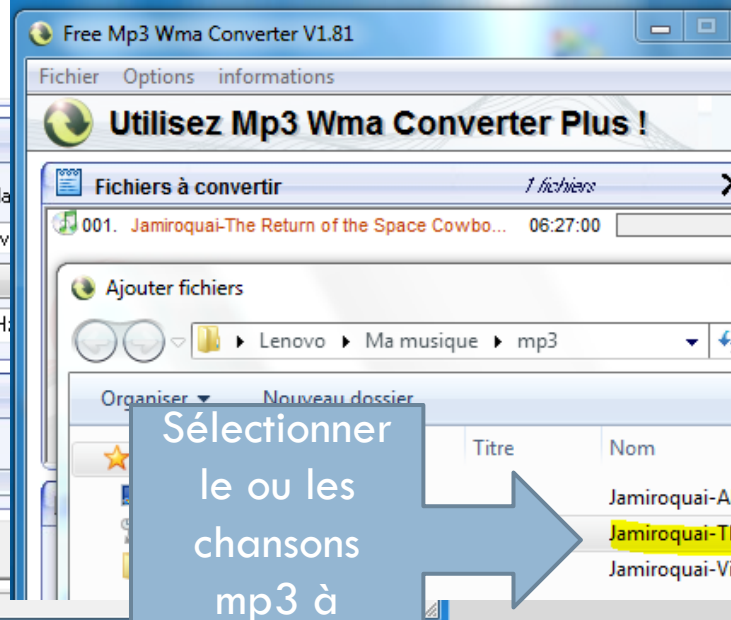 Free Mp3 Wma Converter V1.81
Fichier Options informations
Utilisez Mp3 Wma Converter Plus !
Fichiers à convertir 1 fichiers
001. Jamiroquai-The Return of the Space Cowbo... 06:27:00
Ajouter fichiers
Lenovo Ma musique mp3
Organiser Nouveau dossier
Titre Nom
Jamiroquai-A
Jamiroquai-T
Jamiroquai-Vi
Sélectionner
le ou les
chansons
mp3 à